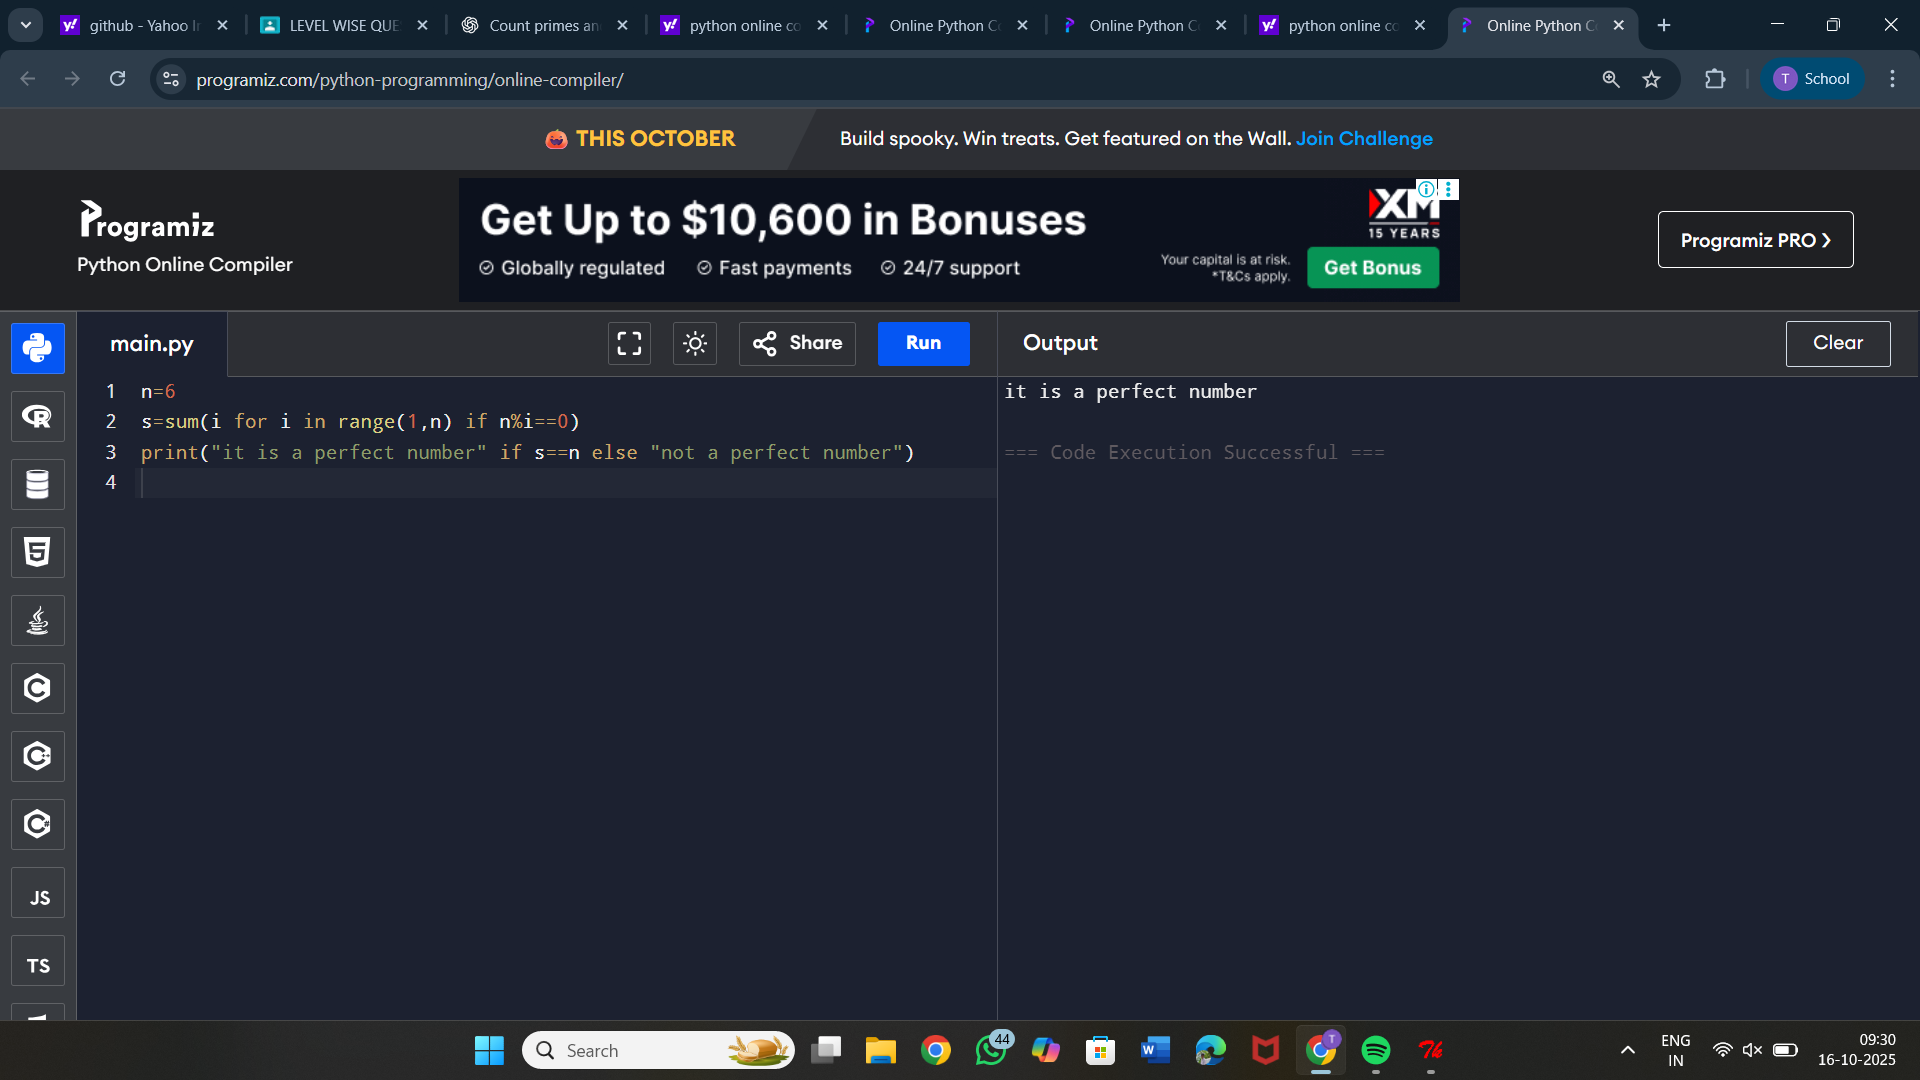 github - Yahoo I
LEVEL WISE QUE
Count primes an
python online co
Online Python C
Online Python C
python online co
Online Python C
programiz.com/python-programming/online-compiler/
T School
THIS OCTOBER
Build spooky. Win treats. Get featured on the Wall. Join Challenge
Programiz
Python Online Compiler
Get Up to $10,600 in Bonuses
Globally regulated
Fast payments
24/7 support
XM
15 YEARS
Your capital is at risk.
*T&Cs apply.
Get Bonus
Programiz PRO ❯
main.py
Share
Run
Output
Clear
1 n=6
2 s=sum(i for i in range(1,n) if n%i==0)
3 print("it is a perfect number" if s==n else "not a perfect number")
4
it is a perfect number
=== Code Execution Successful ===
JS
TS
Search
44
ENG
IN
09:30
16-10-2025